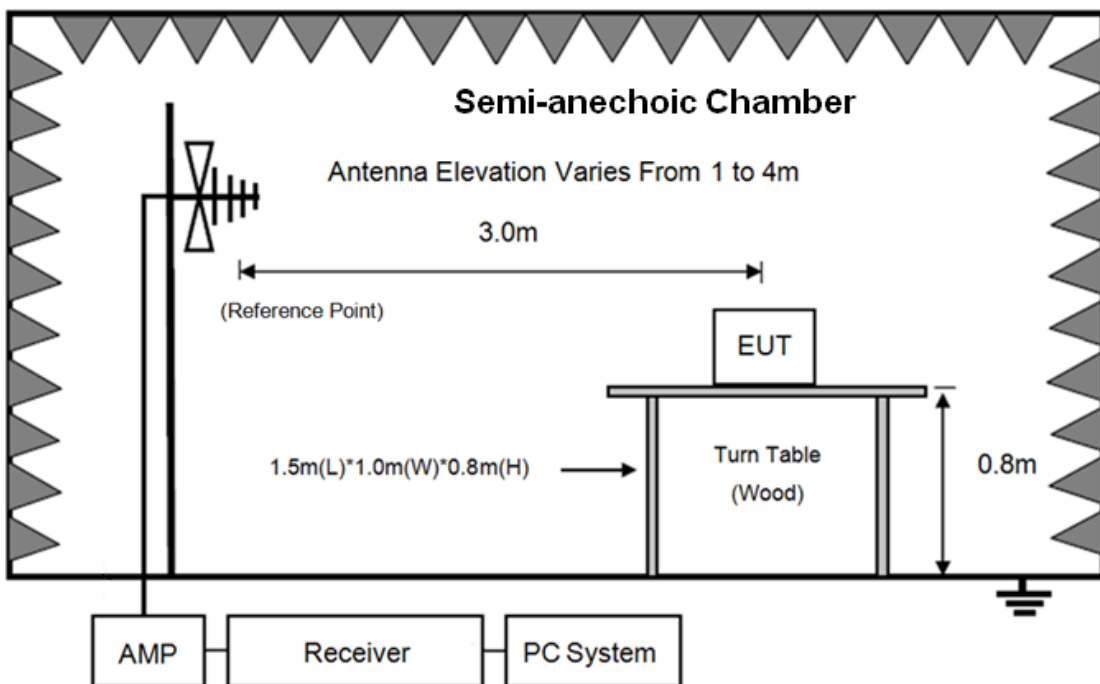 Semi-anechoic Chamber
Antenna Elevation Varies From 1 to 4m
3.0m
(Reference Point)
EUT
1.5m(L)*1.0m(W)*0.8m(H)
Turn Table
(Wood)
0.8m
AMP
Receiver
PC System